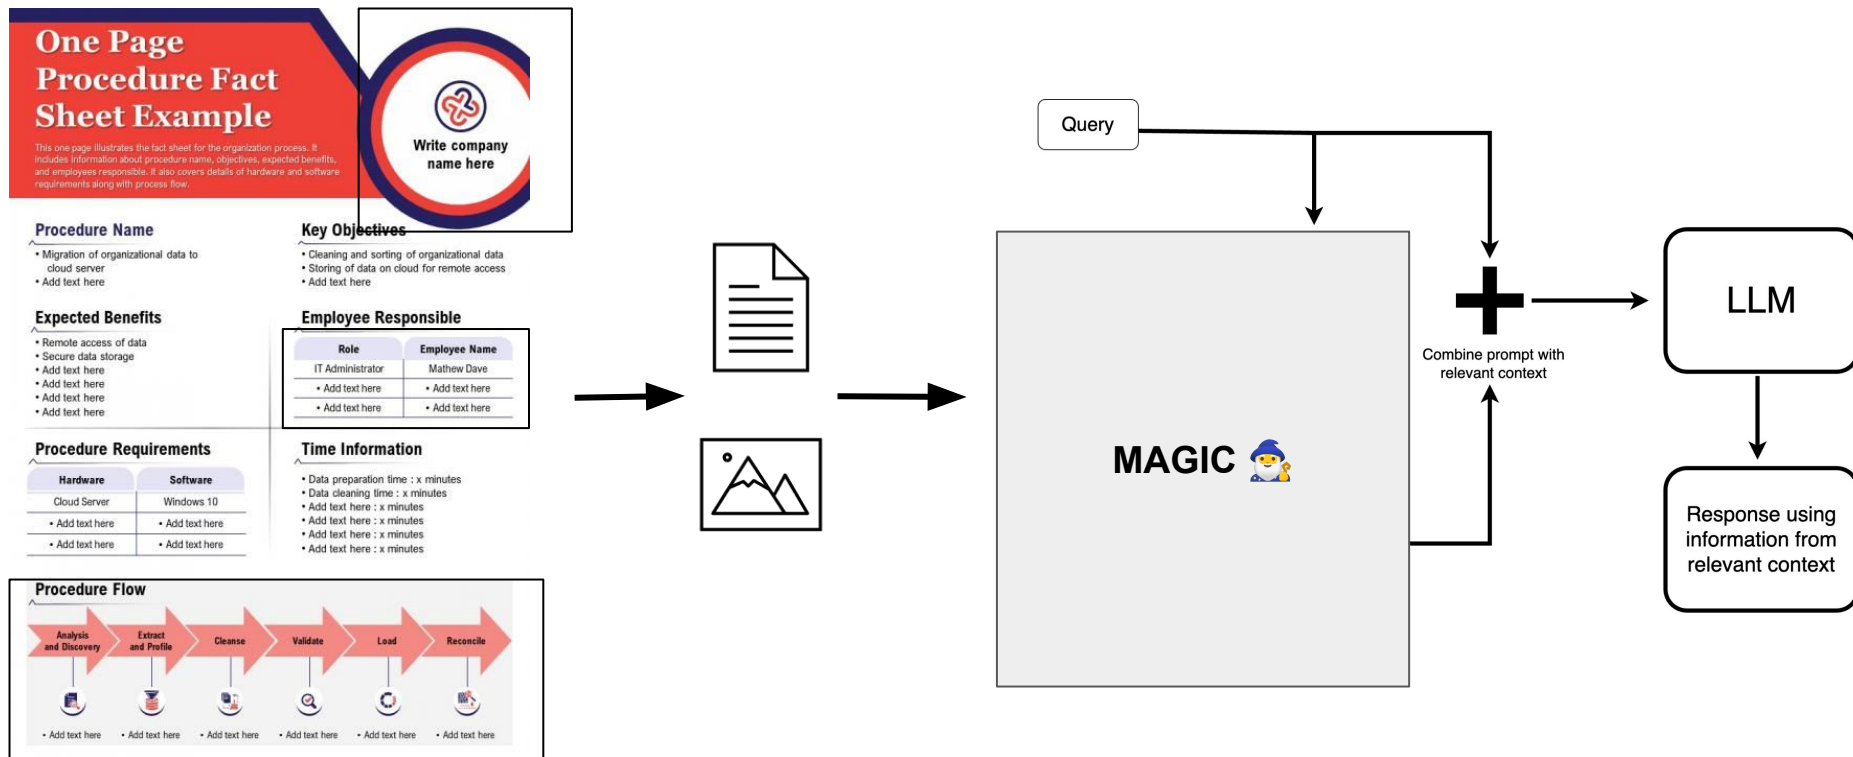 One Page
Procedure Fact
Sheet Example
This one page illustrates the fact sheet for the organization process. It
includes information about procedure name, objectives, expected benefits,
and employees responsible. It also covers details of hardware and software
requirements along with process flow.
Write company
name here
Procedure Name
• Migration of organizational data to
cloud server
• Add text here
Key Objectives
• Cleaning and sorting of organizational data
• Storing of data on cloud for remote access
• Add text here
Expected Benefits
• Remote access of data
• Secure data storage
• Add text here
• Add text here
• Add text here
• Add text here
Employee Responsible
Role Employee Name
IT Administrator Mathew Dave
• Add text here • Add text here
• Add text here • Add text here
Procedure Requirements
Hardware Software
Cloud Server Windows 10
• Add text here • Add text here
• Add text here • Add text here
Time Information
• Data preparation time : x minutes
• Data cleaning time : x minutes
• Add text here : x minutes
• Add text here : x minutes
• Add text here : x minutes
• Add text here : x minutes
Procedure Flow
Analysis
and Discovery
Extract
and Profile
Cleanse
Validate
Load
Reconcile
• Add text here • Add text here • Add text here • Add text here • Add text here • Add text here
Query
MAGIC
Combine prompt with
relevant context
LLM
Response using
information from
relevant context